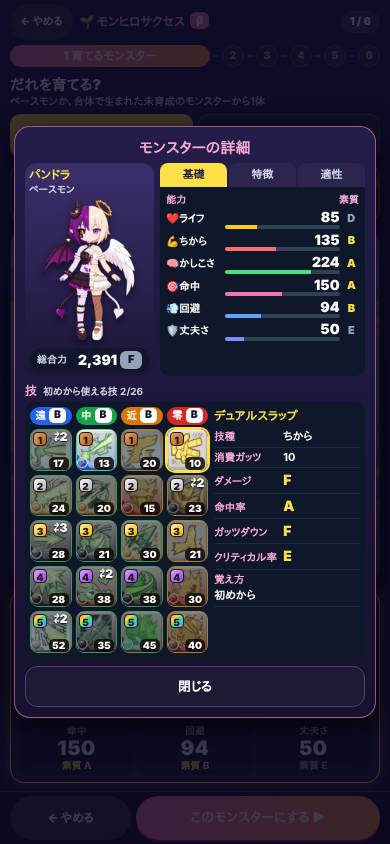 ← やめる
🌱 モンヒロサクセス β
1 / 6
1 育てるモンスター
2
3
4
5
6
だれを育てる?
ベースモンか、合体で生まれた未育成のモンスターから1体
モンスターの詳細
パンドラ
ベースモン
総合力 2,391 F
基礎 特徴 適性
能力 素質
❤️ライフ 85 D
💪ちから 135 B
🧠かしこさ 224 A
🎯命中 150 A
💨回避 94 B
🛡️丈夫さ 50 E
技 初めから使える技 2/26
遠 B 中 B 近 B 零 B
1 ⇄2 17
1 13
1 20
1 10
2 24
2 20
2 15
2 ⇄2 23
3 ⇄3 28
3 21
3 30
3 21
4 28
4 ⇄2 38
4 38
4 30
5 ⇄2 52
5 35
5 45
5 40
デュアルスラップ
技種 ちから
消費ガッツ 10
ダメージ F
命中率 A
ガッツダウン F
クリティカル率 E
覚え方
初めから
閉じる
命中 回避 丈夫さ
150 94 50
素質 A 素質 B 素質 E
← やめる
このモンスターにする ▶